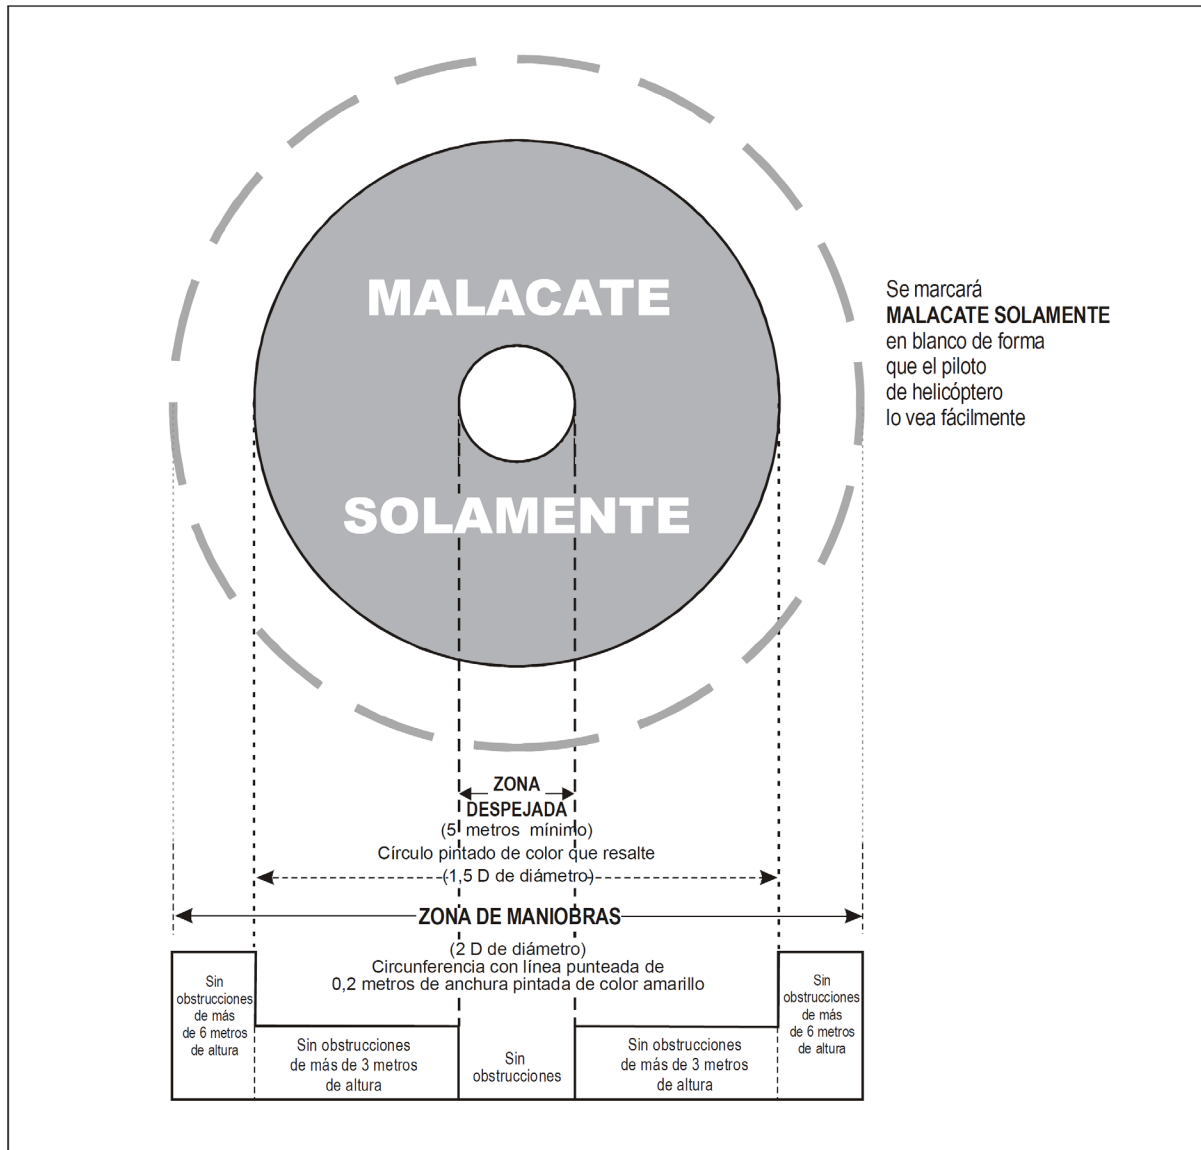 MALACATE
SOLAMENTE
Se marcará
MALACATE SOLAMENTE
en blanco de forma
que el piloto
de helicóptero
lo vea fácilmente
ZONA
DESPEJADA
(5 metros mínimo)
Círculo pintado de color que resalte
(1,5 D de diámetro)
ZONA DE MANIOBRAS
(2 D de diámetro)
Circunferencia con línea punteada de
0,2 metros de anchura pintada de color amarillo
Sin
obstrucciones
de más
de 6 metros
de altura
Sin obstrucciones
de más de 3 metros
de altura
Sin
obstrucciones
Sin obstrucciones
de más de 3 metros
de altura
Sin
obstrucciones
de más
de 6 metros
de altura